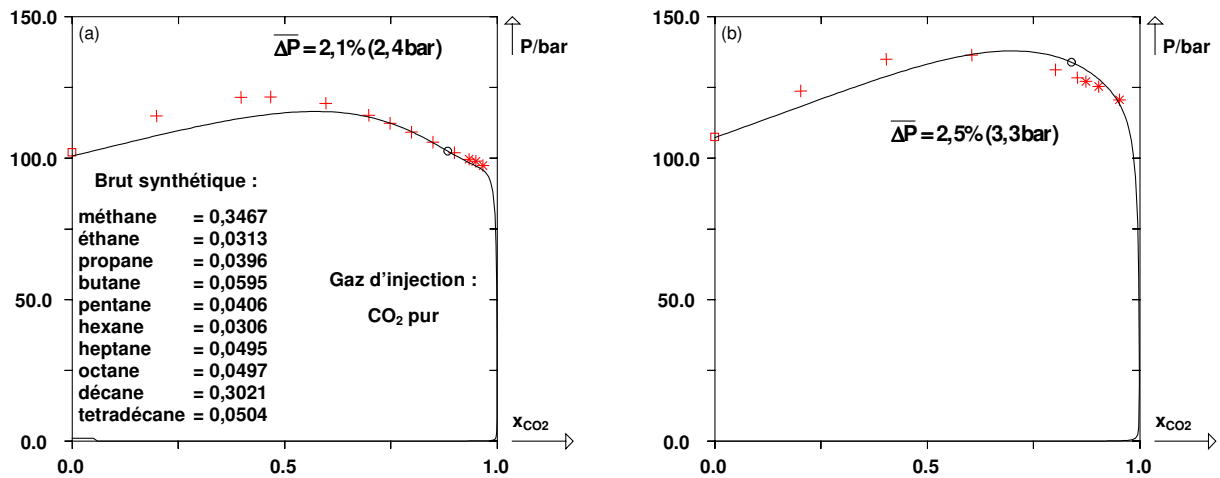 150.0
(a)
ΔP = 2,1% (2,4bar)
P/bar
100.0
Brut synthétique :
méthane = 0,3467
éthane = 0,0313
propane = 0,0396
butane = 0,0595
pentane = 0,0406
hexane = 0,0306
heptane = 0,0495
octane = 0,0497
décane = 0,3021
tetradécane = 0,0504
Gaz d'injection :
CO₂ pur
50.0
0.0
xCO2
0.0 0.5 1.0
150.0
(b)
P/bar
ΔP = 2,5% (3,3bar)
100.0
50.0
0.0
xCO2
0.0 0.5 1.0